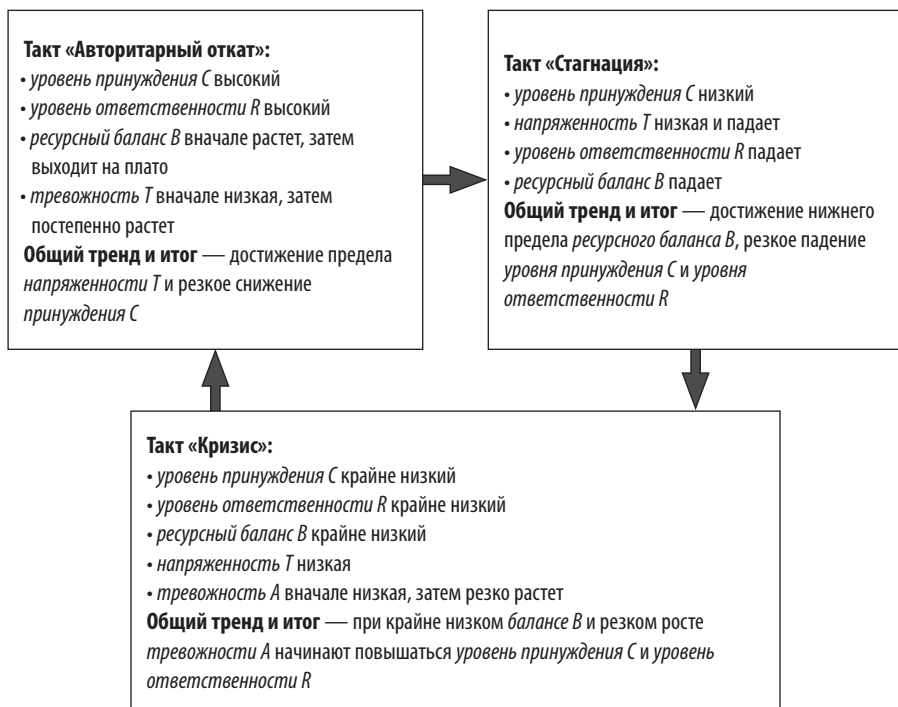 Такт «Авторитарный откат»:
• уровень принуждения C высокий
• уровень ответственности R высокий
• ресурсный баланс B вначале растет, затем
выходит на плато
• тревожность T вначале низкая, затем
постепенно растет
Общий тренд и итог — достижение предела
напряженности T и резкое снижение
принуждения C
Такт «Стагнация»:
• уровень принуждения C низкий
• напряженность T низкая и падает
• уровень ответственности R падает
• ресурсный баланс B падает
Общий тренд и итог — достижение нижнего
предела ресурсного баланса B, резкое падение
уровня принуждения C и уровня
ответственности R
Такт «Кризис»:
• уровень принуждения C крайне низкий
• уровень ответственности R крайне низкий
• ресурсный баланс B крайне низкий
• напряженность T низкая
• тревожность A вначале низкая, затем резко растет
Общий тренд и итог — при крайне низком балансе B и резком росте
тревожности A начинают повышаться уровень принуждения C и уровень
ответственности R